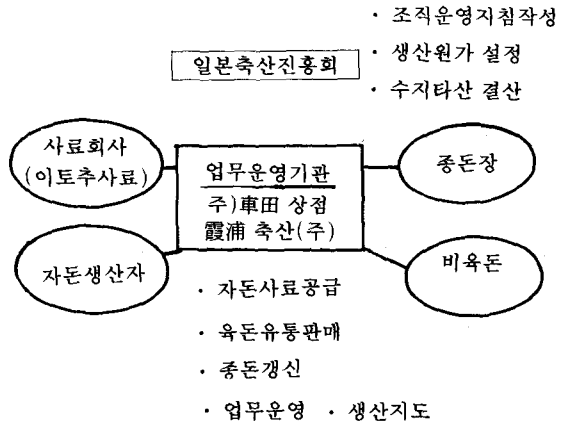 · 조직운영지침작성
· 생산원가 설정
일본축산진흥회
· 수지타산 결산
사료회사
(이토추사료)
업무운영기관
주)車田 상점
霞浦 축산(주)
종돈장
자돈생산자
비육돈
· 자돈사료공급
· 육돈유통판매
· 종돈갱신
· 업무운영 · 생산지도